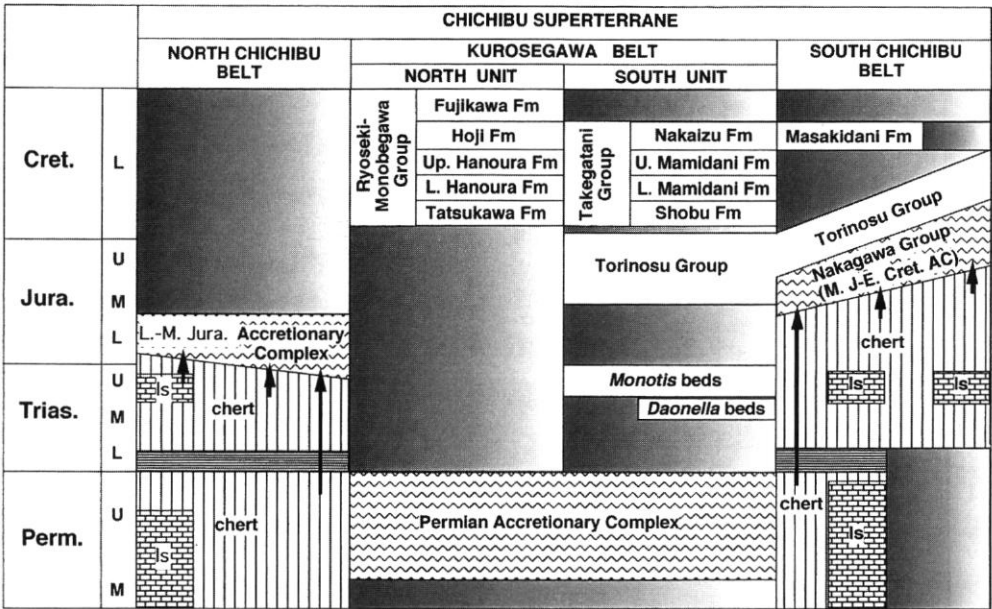 CHICHIBU SUPERTERRANE
NORTH CHICHIBU
BELT
KUROSEGAWA BELT
SOUTH CHICHIBU
BELT
NORTH UNIT
SOUTH UNIT
Cret.
L
Ryoseki-
Monobegawa
Group
Fujikawa Fm
Hoji Fm
Up. Hanoura Fm
L. Hanoura Fm
Tatsukawa Fm
Takegatani
Group
Nakaizu Fm
U. Mamidani Fm
L. Mamidani Fm
Shobu Fm
Masakidani Fm
Torinosu Group
Nakagawa Group
(M. J-E. Cret. AC)
Jura.
U
M
L
Torinosu Group
L.-M. Jura. Accretionary
Complex
chert
Trias.
U
M
L
ls
chert
Monotis beds
Daonella beds
ls
ls
Perm.
U
M
ls
chert
Permian Accretionary Complex
chert
ls